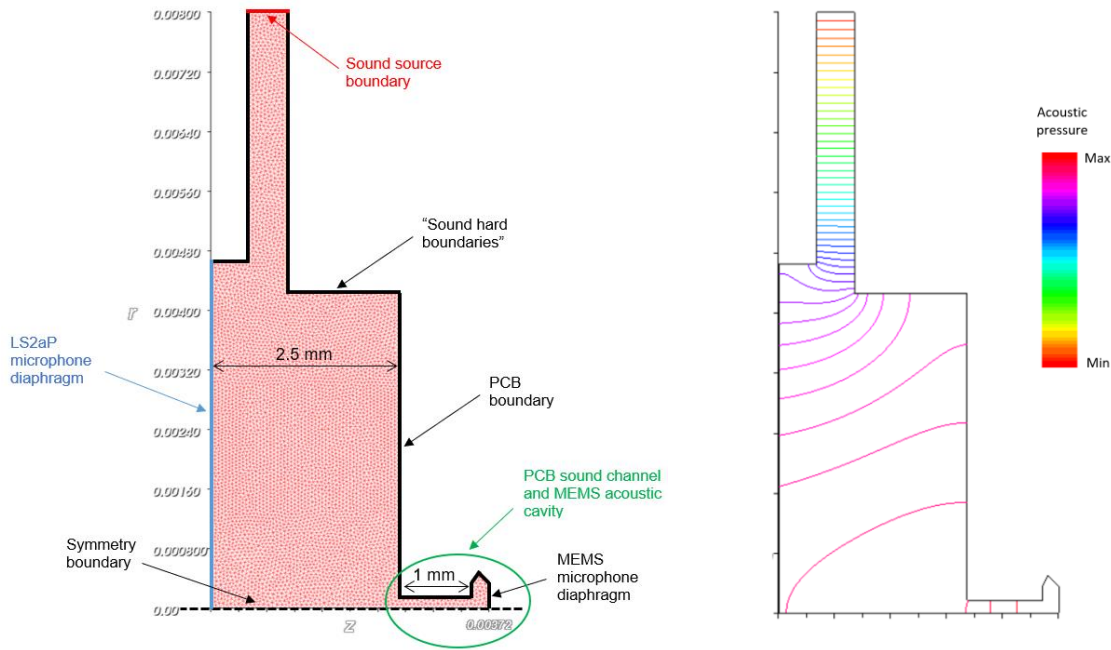 0.00800
0.00720
0.00640
0.00560
0.00480
0.00400
0.00320
0.00240
0.00160
0.000800
0.00
r
z
0.00372
Sound source
boundary
“Sound hard
boundaries”
LS2aP
microphone
diaphragm
2.5 mm
PCB
boundary
PCB sound channel
and MEMS acoustic
cavity
Symmetry
boundary
1 mm
MEMS
microphone
diaphragm
Acoustic
pressure
Max
Min